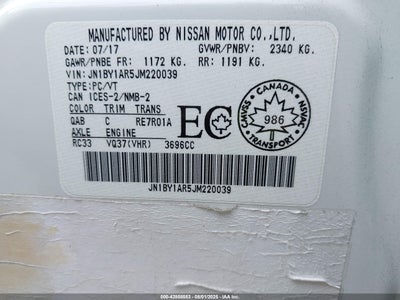 MANUFACTURED BY NISSAN MOTOR CO.,LTD.
DATE: 07/17 GVWR/PNBV: 2340 KG.
GAWR/PNBE FR: 1172 KG. RR: 1191 KG.
VIN: JN1BY1AR5JM220039
TYPE:PC/VT
CAN ICES-2/NMB-2
COLOR TRIM TRANS
QAB C RE7R01A
AXLE ENGINE
RC33 VQ37(VHR) 3696CC
EC
CANADA
CMVSS
NSVAC
986
TRANSPORT
JN1BY1AR5JM220039